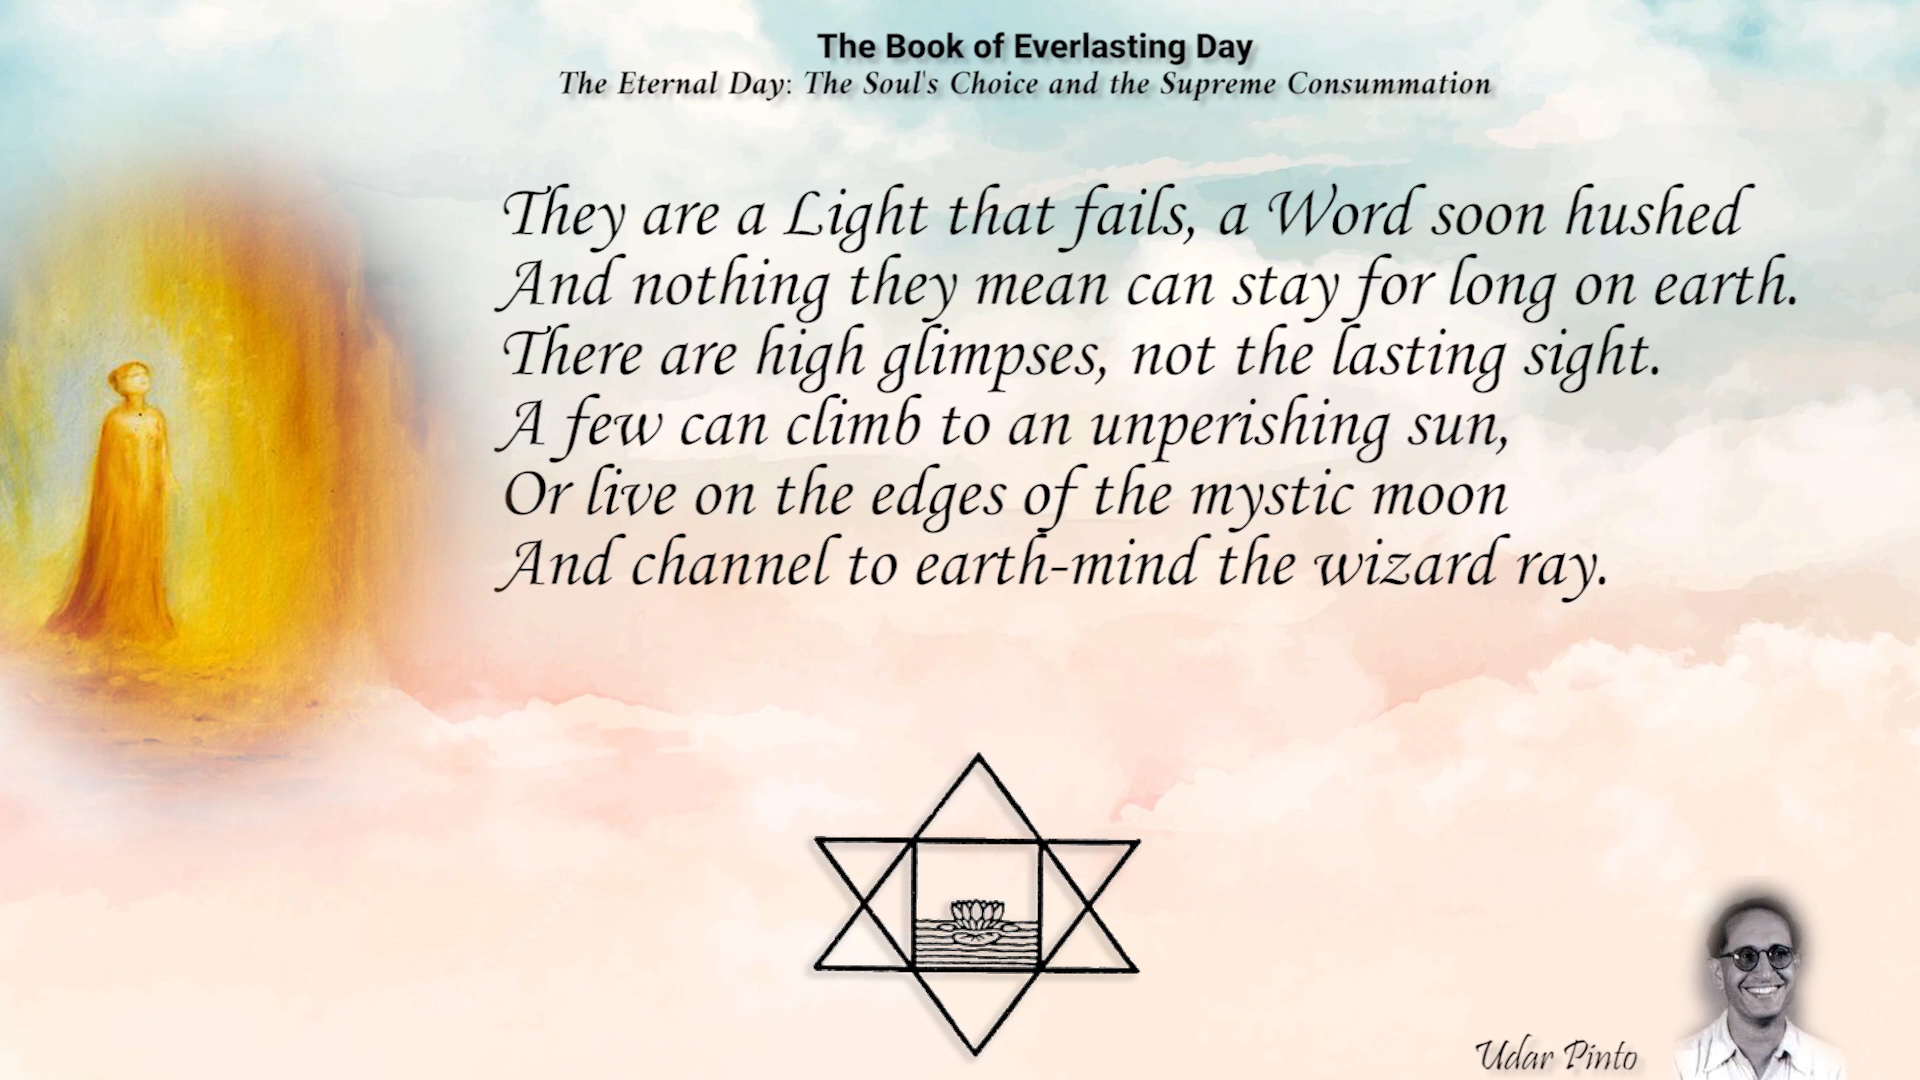 The Book of Everlasting Day
The Eternal Day: The Soul's Choice and the Supreme Consummation
They are a Light that fails, a Word soon hushed
And nothing they mean can stay for long on earth.
There are high glimpses, not the lasting sight.
A few can climb to an unperishing sun,
Or live on the edges of the mystic moon
And channel to earth-mind the wizard ray.
Udar Pinto